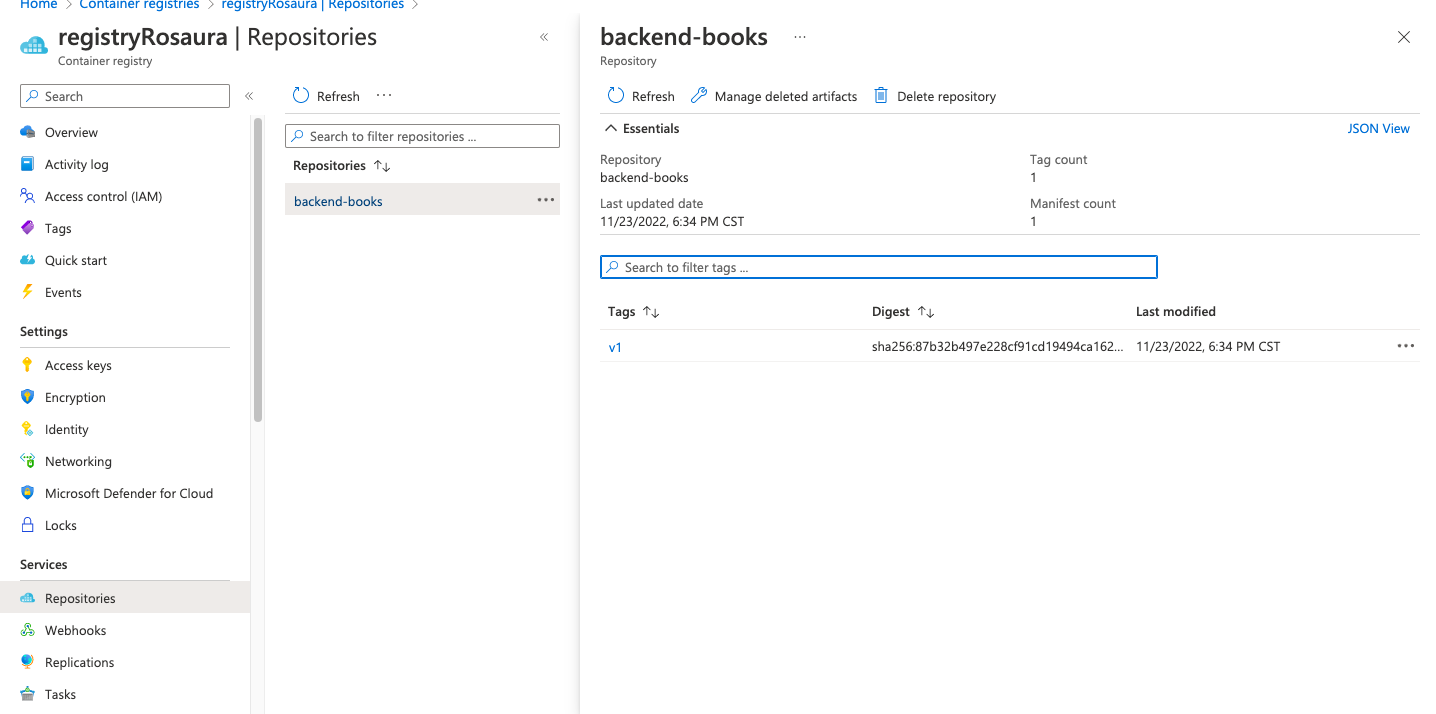 Home > Container registries > registryRosaura | Repositories >
registryRosaura | Repositories
Container registry
«
Search
«
Overview
Activity log
Access control (IAM)
Tags
Quick start
Events
Settings
Access keys
Encryption
Identity
Networking
Microsoft Defender for Cloud
Locks
Services
Repositories
Webhooks
Replications
Tasks
Refresh ...
Search to filter repositories ...
Repositories ↑↓
backend-books ...
backend-books ...
Repository
Refresh Manage deleted artifacts Delete repository
Essentials JSON View
Repository Tag count
backend-books 1
Last updated date Manifest count
11/23/2022, 6:34 PM CST 1
Search to filter tags ...
Tags ↑↓ Digest ↑↓ Last modified
v1 sha256:87b32b497e228cf91cd19494ca162... 11/23/2022, 6:34 PM CST ...